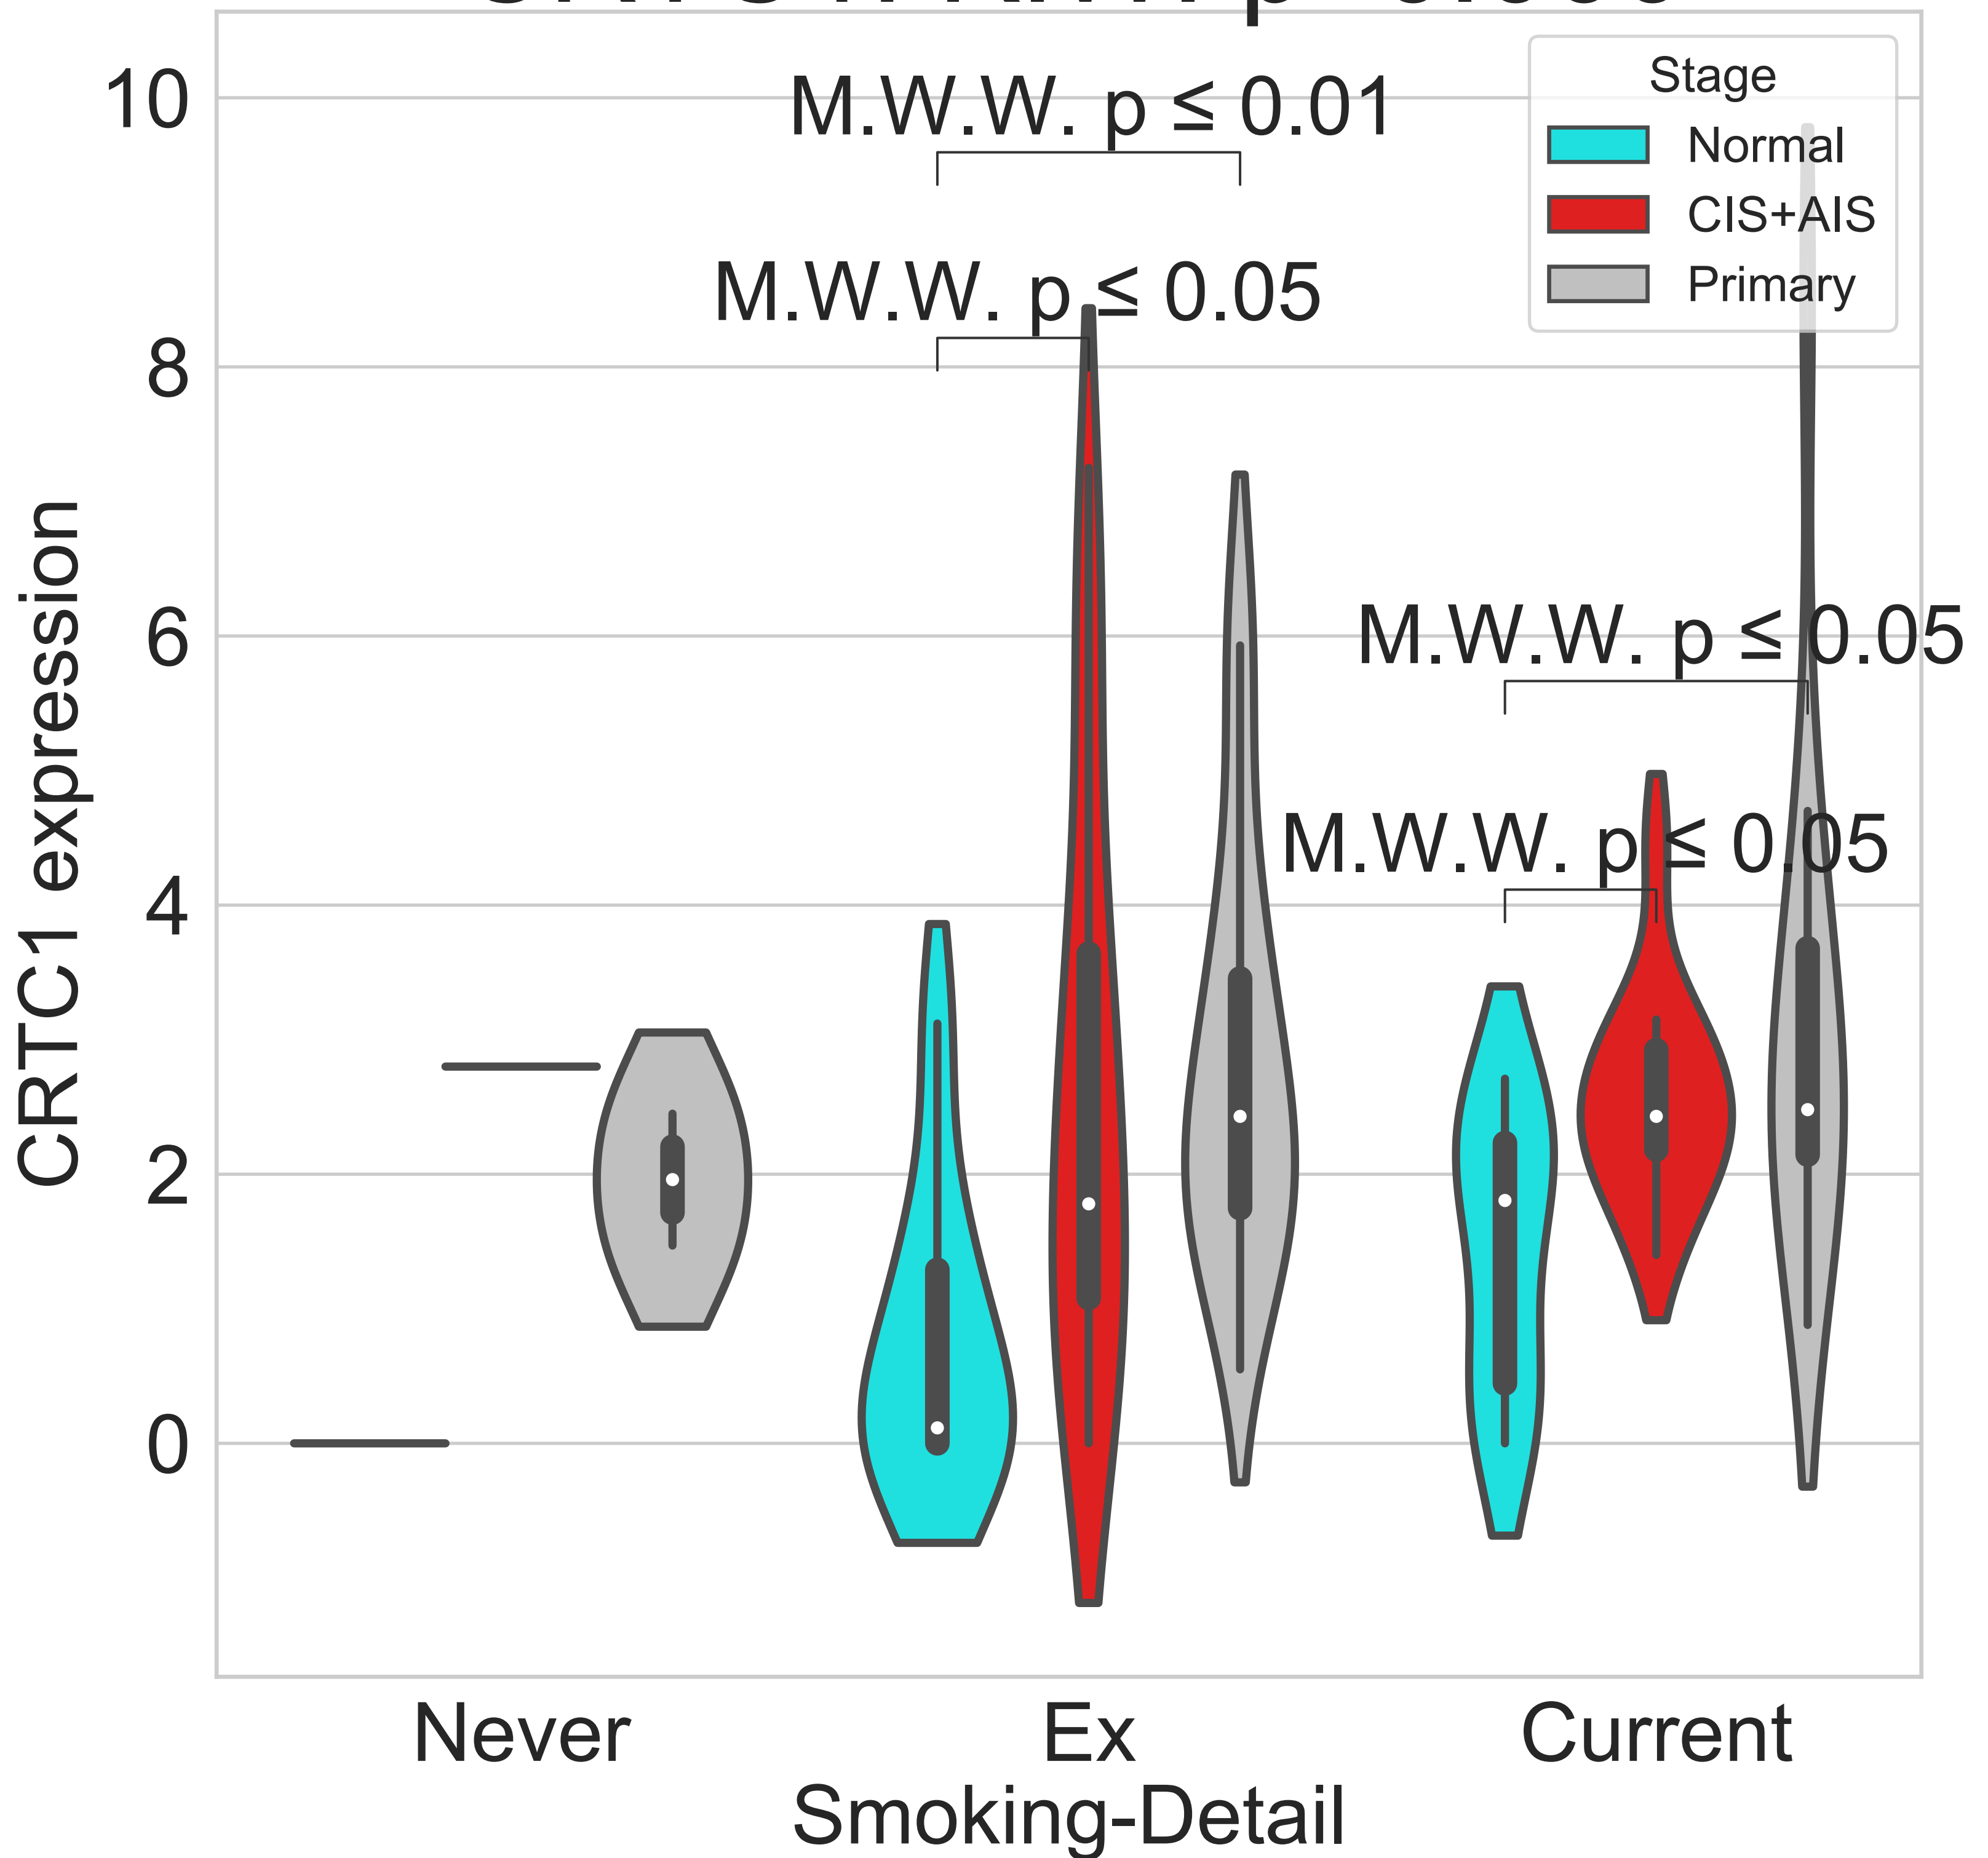 10
8
6
4
2
0
CRTC1 expression
M.W.W. p ≤ 0.01
M.W.W. p ≤ 0.05
M.W.W. p ≤ 0.05
M.W.W. p ≤ 0.05
Stage
Normal
CIS+AIS
Primary
Never
Ex
Current
Smoking-Detail